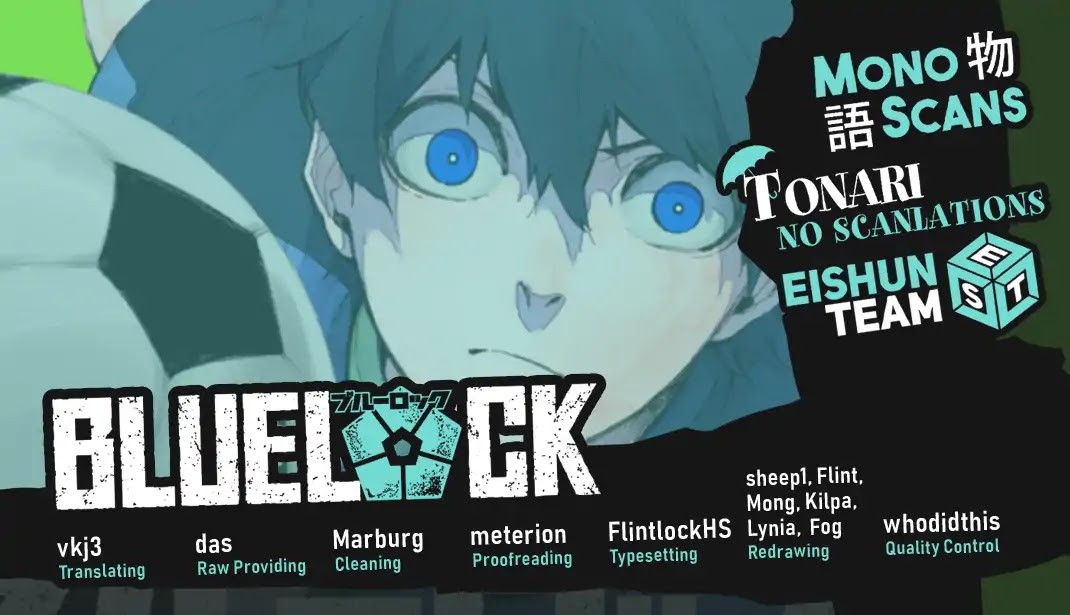 MONO 物
語 SCANS
TONARI
NO SCANLATIONS
EISHUN
TEAM
E
S T
BLUELOCK
ブルーロック
vkj3
Translating
das
Raw Providing
Marburg
Cleaning
meterion
Proofreading
FlintlockHS
Typesetting
sheep1, Flint,
Mong, Kilpa,
Lynia, Fog
Redrawing
whodidthis
Quality Control